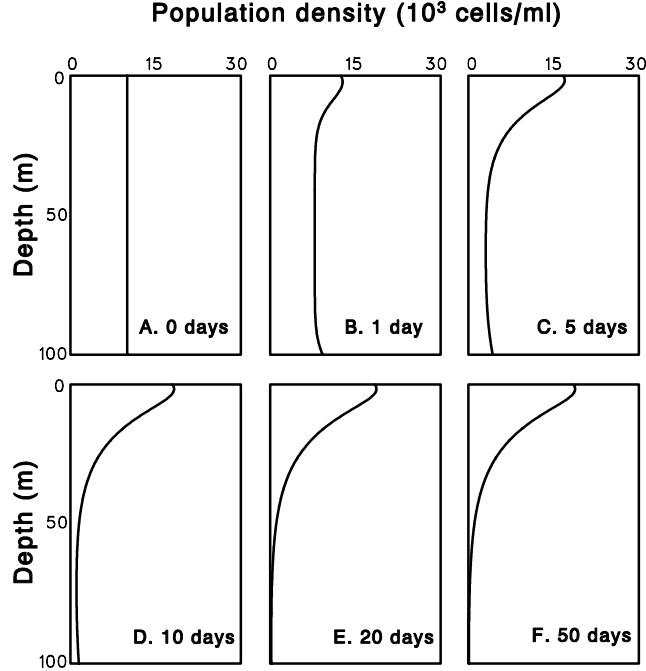 Population density (10³ cells/ml)
0 15 30 0 15 30 0 15 30
0
Depth (m)
50
100
A. 0 days
B. 1 day
C. 5 days
0
Depth (m)
50
100
D. 10 days
E. 20 days
F. 50 days